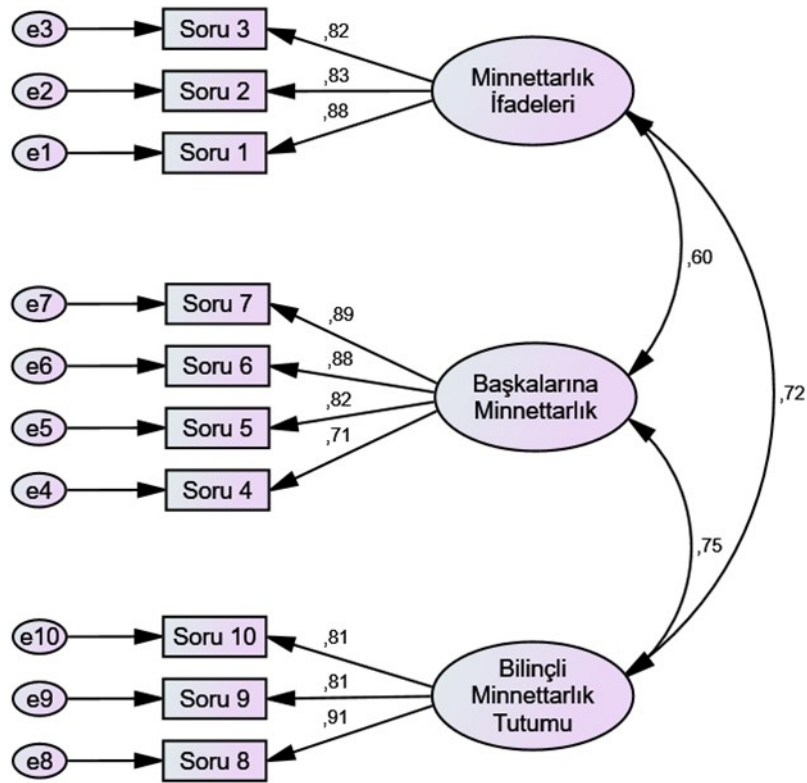 e3
Soru 3
,82
e2
Soru 2
,83
e1
Soru 1
,88
Minnettarlık
İfadeleri
,60
,72
e7
Soru 7
,89
e6
Soru 6
,88
e5
Soru 5
,82
e4
Soru 4
,71
Başkalarına
Minnettarlık
,75
e10
Soru 10
,81
e9
Soru 9
,81
e8
Soru 8
,91
Bilinçli
Minnettarlık
Tutumu